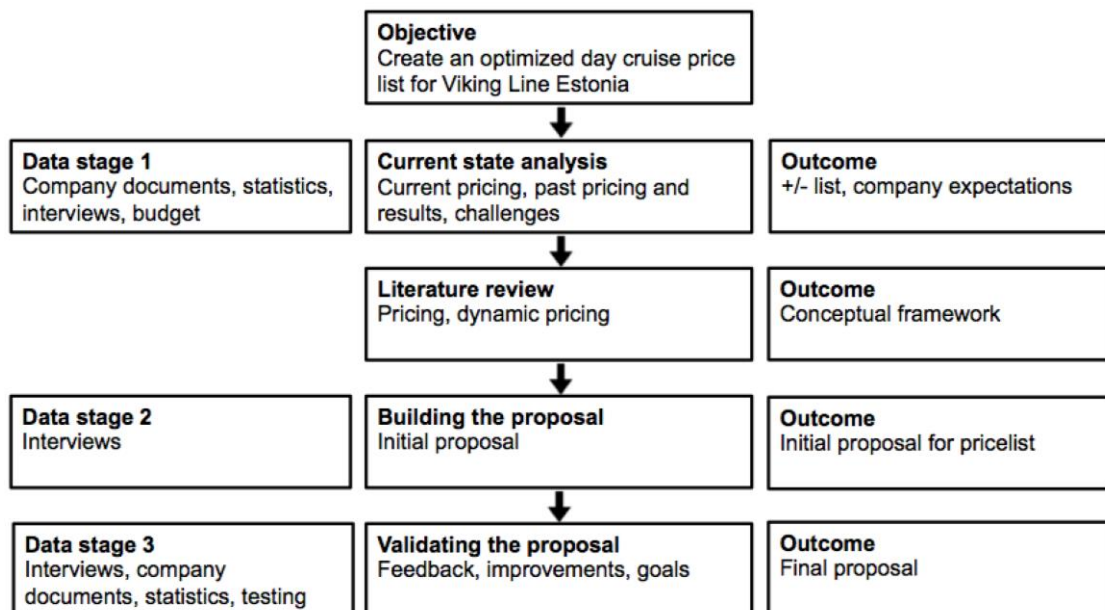 Objective
Create an optimized day cruise price
list for Viking Line Estonia
Data stage 1
Company documents, statistics,
interviews, budget
Current state analysis
Current pricing, past pricing and
results, challenges
Outcome
+/- list, company expectations
Literature review
Pricing, dynamic pricing
Outcome
Conceptual framework
Data stage 2
Interviews
Building the proposal
Initial proposal
Outcome
Initial proposal for pricelist
Data stage 3
Interviews, company
documents, statistics, testing
Validating the proposal
Feedback, improvements, goals
Outcome
Final proposal